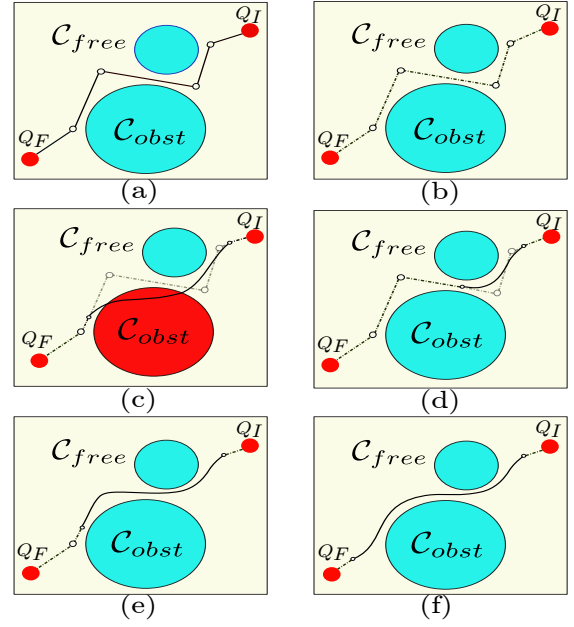 Q_I
C_free
Q_F
C_obst
(a)
Q_I
C_free
Q_F
C_obst
(b)
Q_I
C_free
Q_F
C_obst
(c)
Q_I
C_free
Q_F
C_obst
(d)
Q_I
C_free
Q_F
C_obst
(e)
Q_I
C_free
Q_F
C_obst
(f)